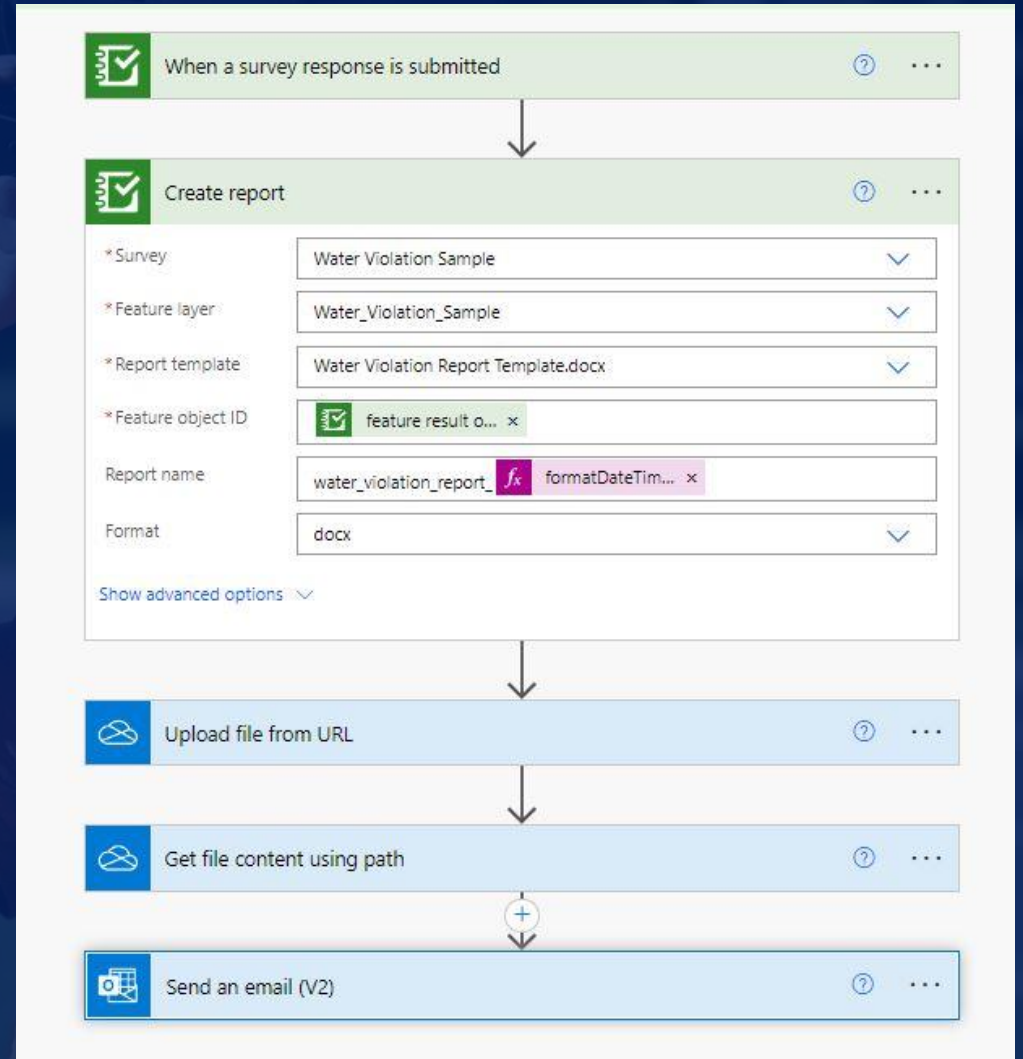 When a survey response is submitted
Create report
*Survey Water Violation Sample
*Feature layer Water_Violation_Sample
*Report template Water Violation Report Template.docx
*Feature object ID feature result o... ×
Report name water_violation_report_ fx formatDateTim... ×
Format docx
Show advanced options
Upload file from URL
Get file content using path
Send an email (V2)